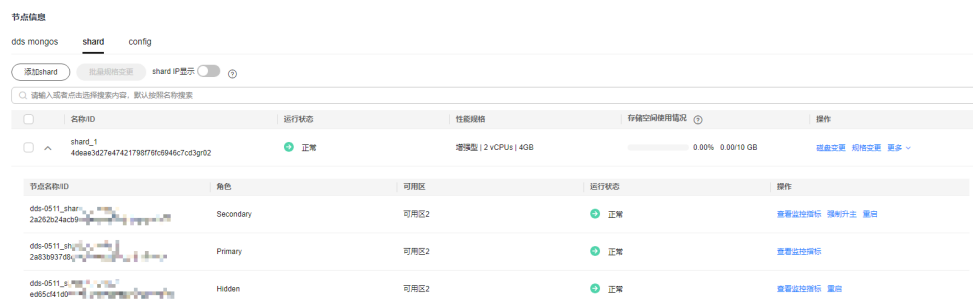 节点信息
dds mongos shard config
添加shard 批量规格变更 shard IP显示
请输入或者点击选择搜索内容，默认按照名称搜索
名称/ID 运行状态 性能规格 存储空间使用情况 操作
shard_1
4deae3d27e47421798f76fc6946c7cd3gr02
正常 增强型 | 2 vCPUs | 4GB 0.00% 0.00/10 GB 磁盘变更 规格变更 更多
节点名称/ID 角色 可用区 运行状态 操作
dds-0511_shar
2a262b24acb9
Secondary 可用区2 正常 查看监控指标 强制升主 重启
dds-0511_sh
2a83b937d8
Primary 可用区2 正常 查看监控指标
dds-0511_s
ed65cf41d0
Hidden 可用区2 正常 查看监控指标 重启